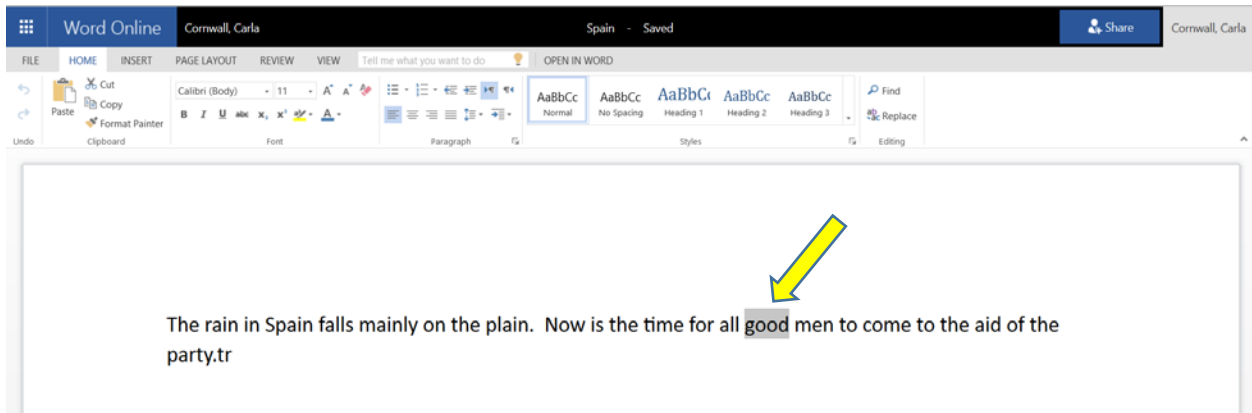 Word Online Cornwall, Carla Spain - Saved Share Cornwall, Carla
FILE HOME INSERT PAGE LAYOUT REVIEW VIEW Tell me what you want to do OPEN IN WORD
Cut
Copy
Paste
Format Painter
Calibri (Body) 11 A A
B I U abc x₂ x² ab A
AaBbCc AaBbCc AaBbC AaBbCc AaBbCc
Normal No Spacing Heading 1 Heading 2 Heading 3
Find
Replace
Undo Clipboard Font Paragraph Styles Editing
The rain in Spain falls mainly on the plain.  Now is the time for all good men to come to the aid of the
party.tr